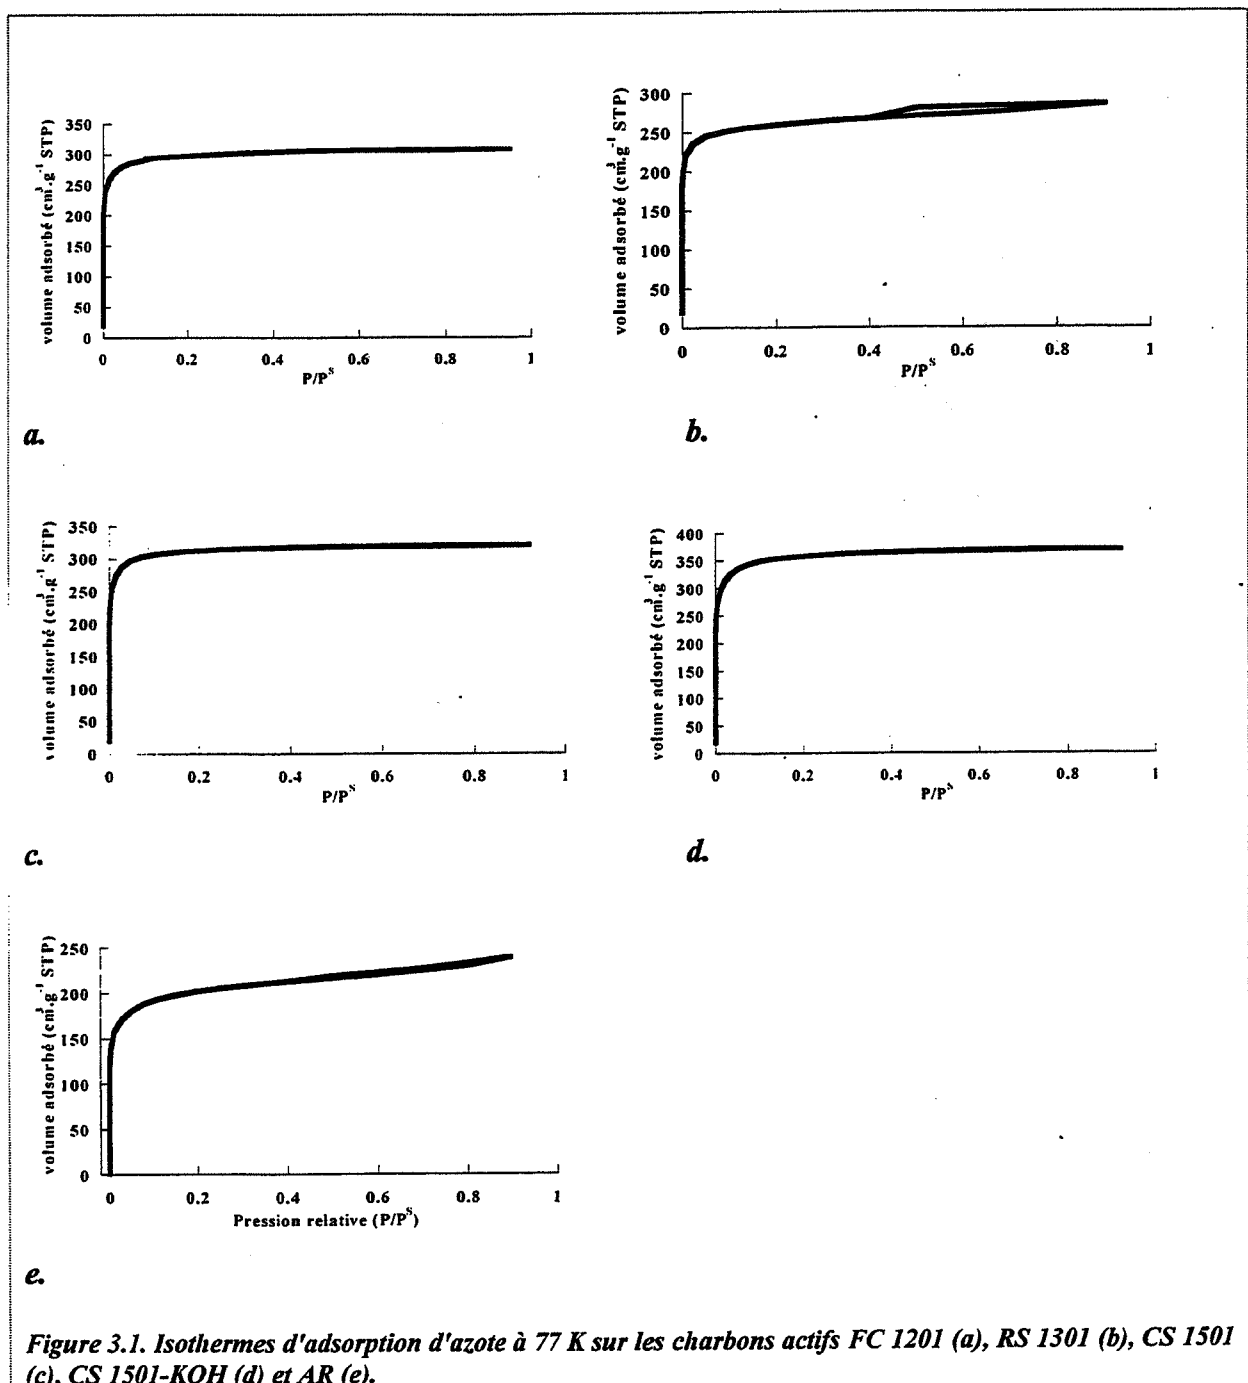 volume adsorbé (cm³.g⁻¹ STP)
350
300
250
200
150
100
50
0
0 0.2 0.4 0.6 0.8 1
P/Pˢ
a.
volume adsorbé (cm³.g⁻¹ STP)
300
250
200
150
100
50
0
0 0.2 0.4 0.6 0.8 1
P/Pˢ
b.
volume adsorbé (cm³.g⁻¹ STP)
350
300
250
200
150
100
50
0
0 0.2 0.4 0.6 0.8 1
P/Pˢ
c.
volume adsorbé (cm³.g⁻¹ STP)
400
350
300
250
200
150
100
50
0
0 0.2 0.4 0.6 0.8 1
P/Pˢ
d.
volume adsorbé (cm³.g⁻¹ STP)
250
200
150
100
50
0
0 0.2 0.4 0.6 0.8 1
Pression relative (P/Pˢ)
e.
Figure 3.1. Isothermes d'adsorption d'azote à 77 K sur les charbons actifs FC 1201 (a), RS 1301 (b), CS 1501
(c), CS 1501-KOH (d) et AR (e).